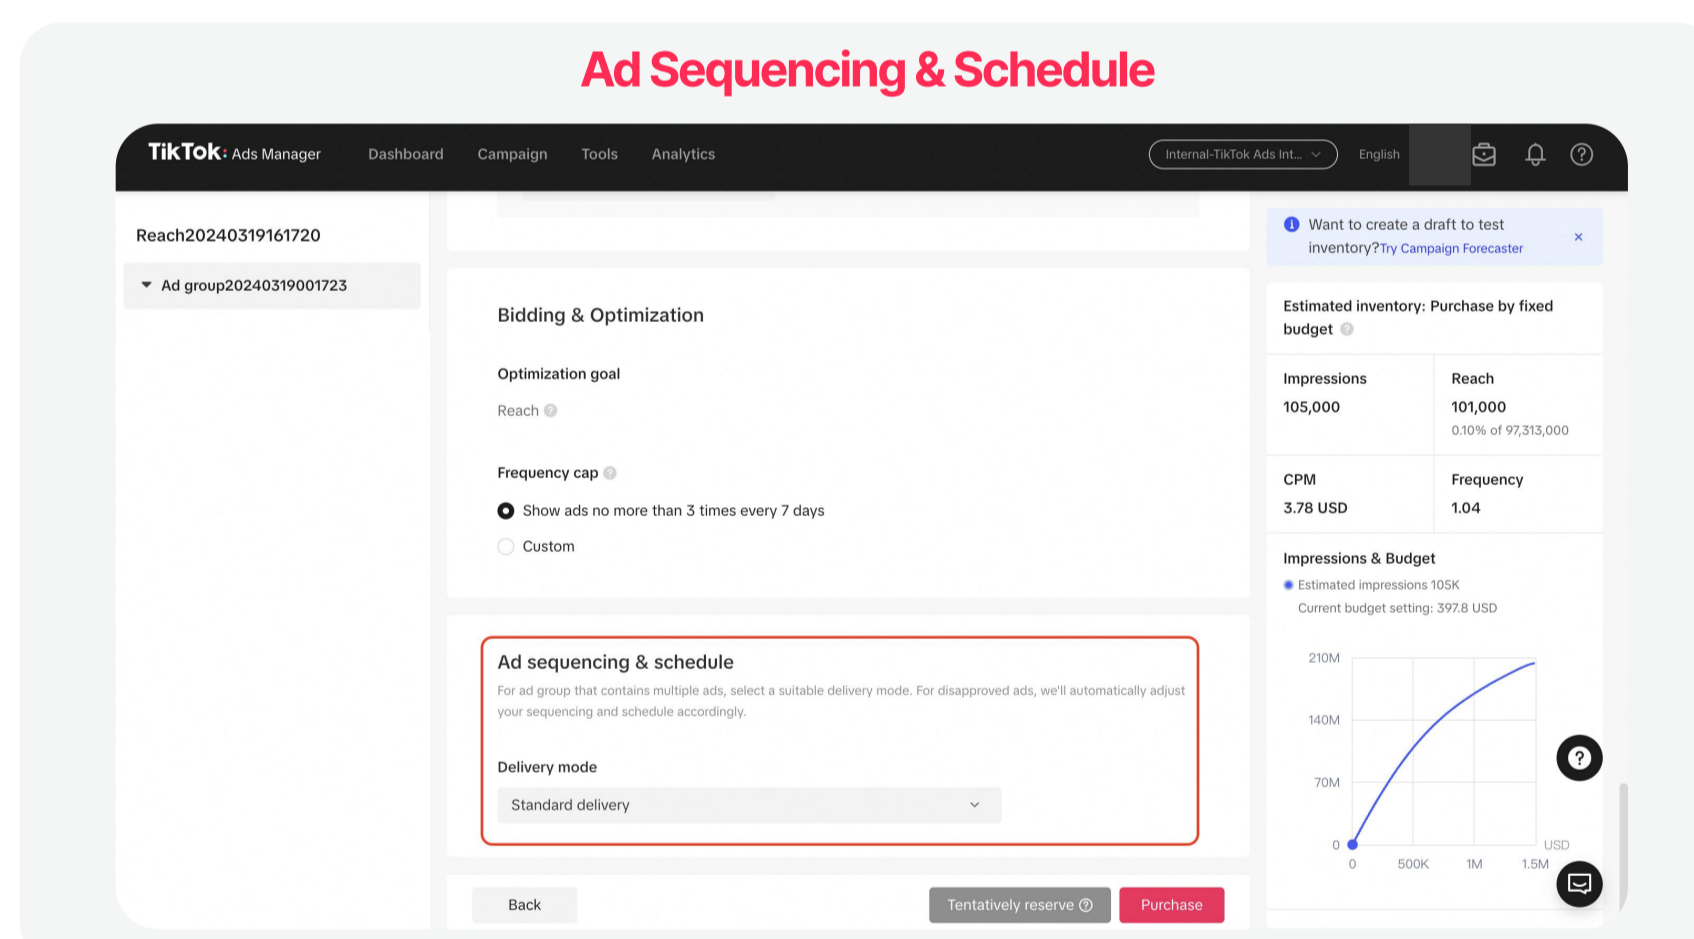 Ad Sequencing & Schedule
TikTok: Ads Manager
Dashboard
Campaign
Tools
Analytics
Internal-TikTok Ads Int...
English
Reach20240319161720
Ad group20240319001723
Bidding & Optimization
Optimization goal
Reach
Frequency cap
Show ads no more than 3 times every 7 days
Custom
Ad sequencing & schedule
For ad group that contains multiple ads, select a suitable delivery mode. For disapproved ads, we'll automatically adjust
your sequencing and schedule accordingly.
Delivery mode
Standard delivery
Back
Tentatively reserve
Purchase
Want to create a draft to test
inventory?Try Campaign Forecaster
Estimated inventory: Purchase by fixed
budget
Impressions
105,000
Reach
101,000
0.10% of 97,313,000
CPM
3.78 USD
Frequency
1.04
Impressions & Budget
Estimated impressions 105K
Current budget setting: 397.8 USD
210M
140M
70M
0
USD
0
500K
1M
1.5M